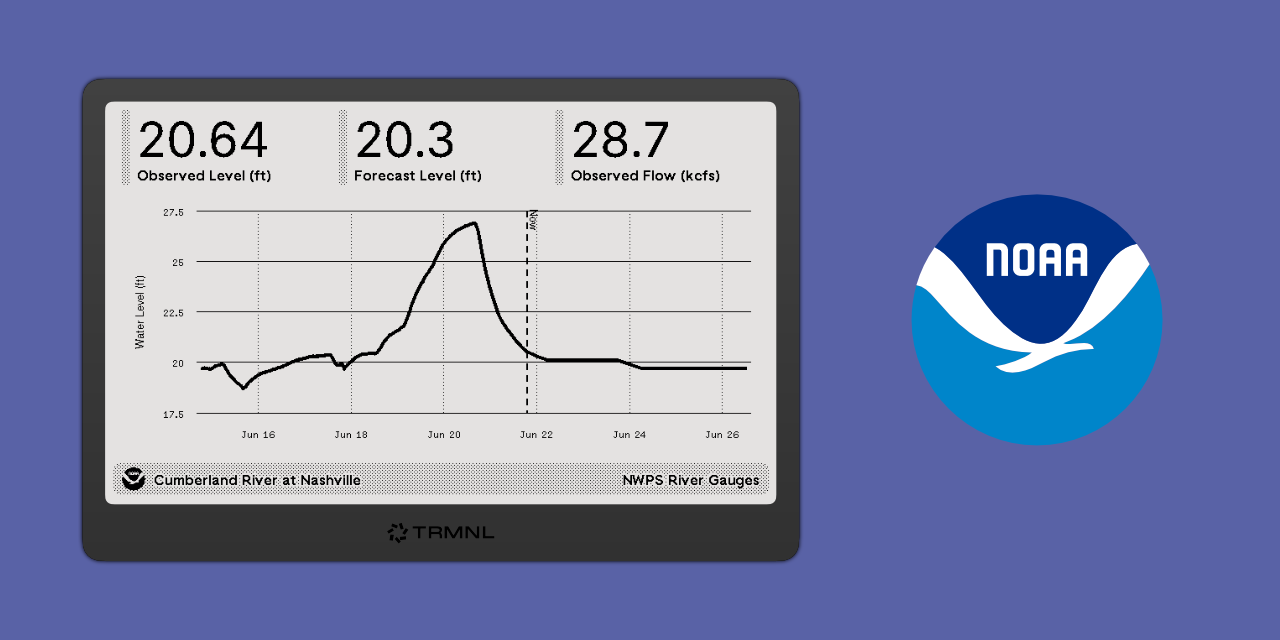 20.64 20.3 28.7
Observed Level (ft) Forecast Level (ft) Observed Flow (kcfs)
27.5
Now
25
22.5
20
17.5
Water Level (ft)
Jun 16 Jun 18 Jun 20 Jun 22 Jun 24 Jun 26
NOAA
Cumberland River at Nashville NWPS River Gauges
TRMNL
NOAA